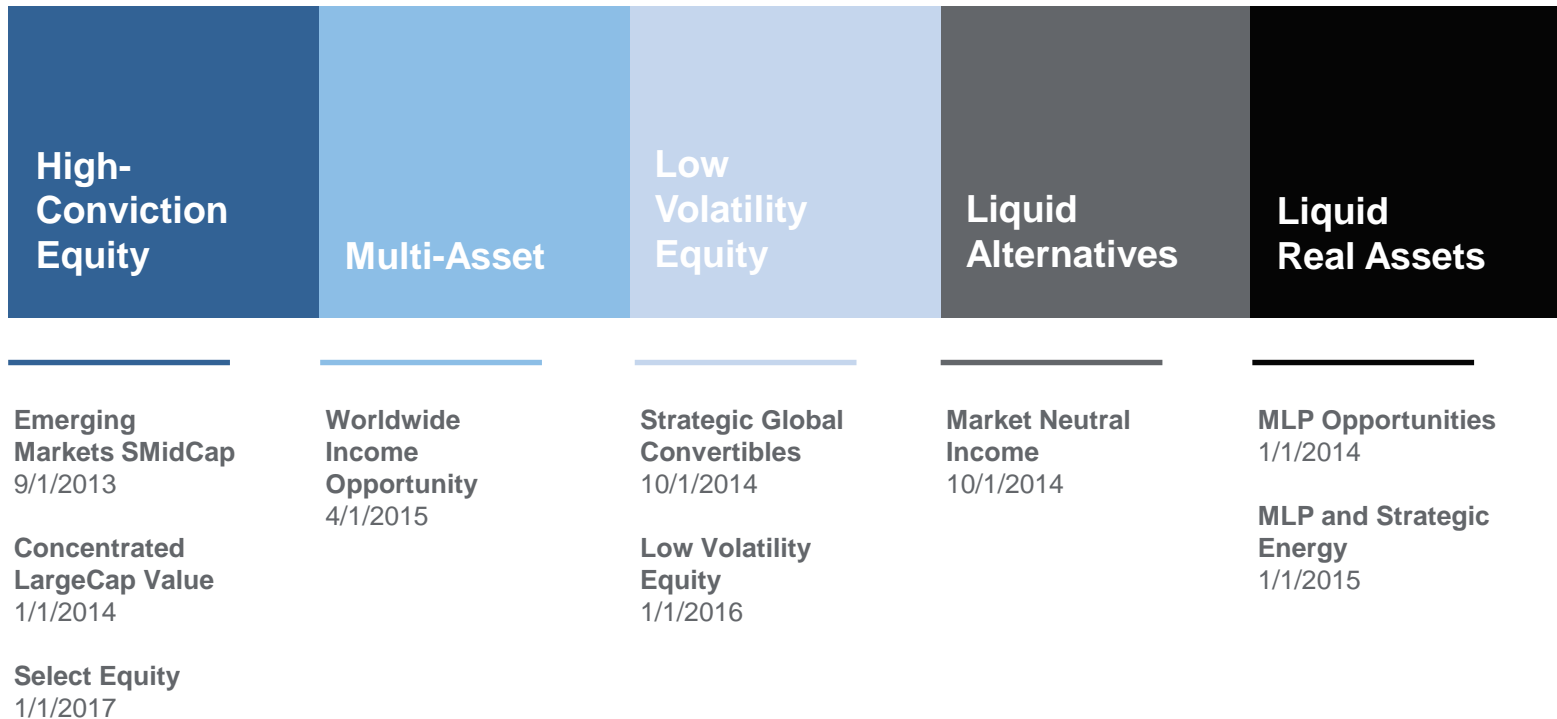 High-
Conviction
Equity
Multi-Asset
Low
Volatility
Equity
Liquid
Alternatives
Liquid
Real Assets
Emerging
Markets SMidCap
9/1/2013
Concentrated
LargeCap Value
1/1/2014
Select Equity
1/1/2017
Worldwide
Income
Opportunity
4/1/2015
Strategic Global
Convertibles
10/1/2014
Low Volatility
Equity
1/1/2016
Market Neutral
Income
10/1/2014
MLP Opportunities
1/1/2014
MLP and Strategic
Energy
1/1/2015